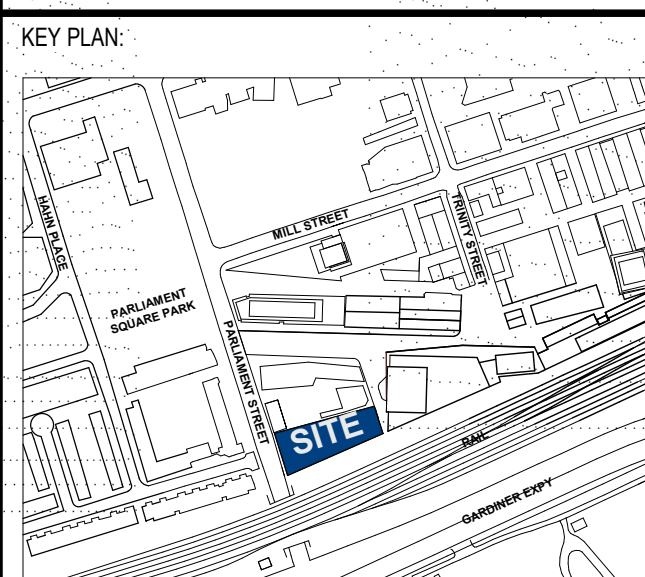 KEY PLAN:
HAHN PLACE
MILL STREET
TRINITY STREET
PARLIAMENT
SQUARE PARK
PARLIAMENT STREET
SITE
RAIL
GARDINER EXPY